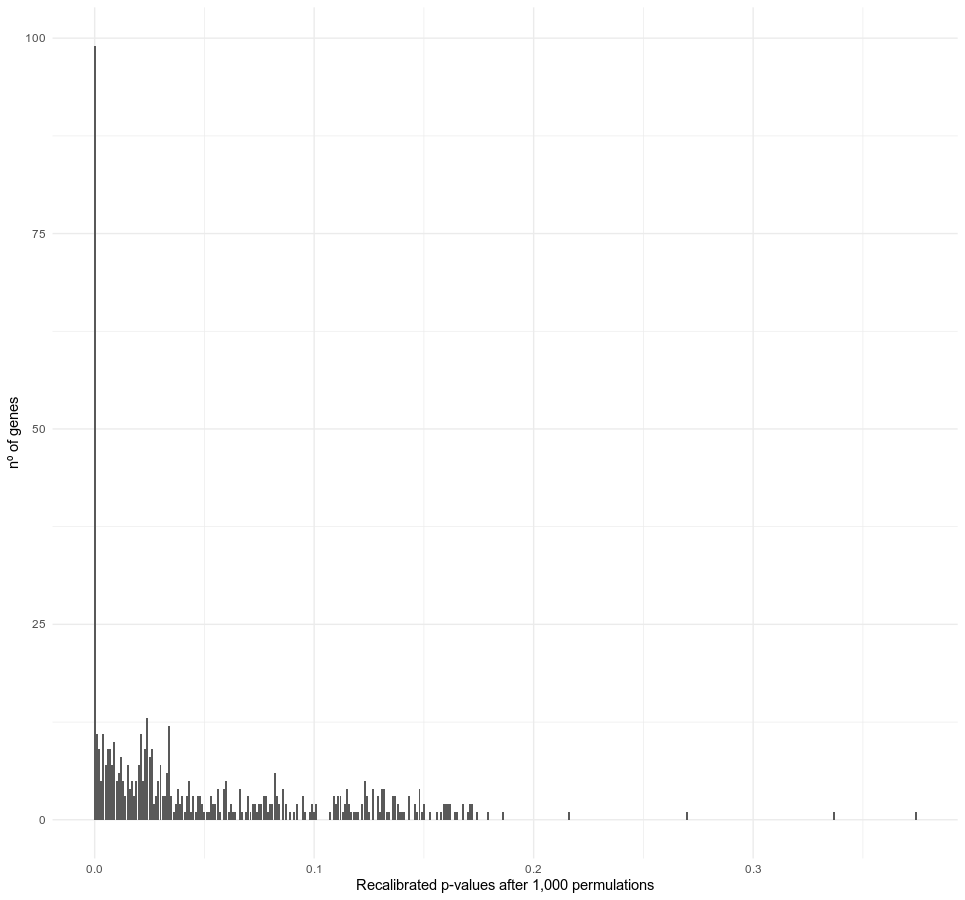 100
75
50
25
0
nº of genes
0.0 0.1 0.2 0.3
Recalibrated p-values after 1,000 permulations